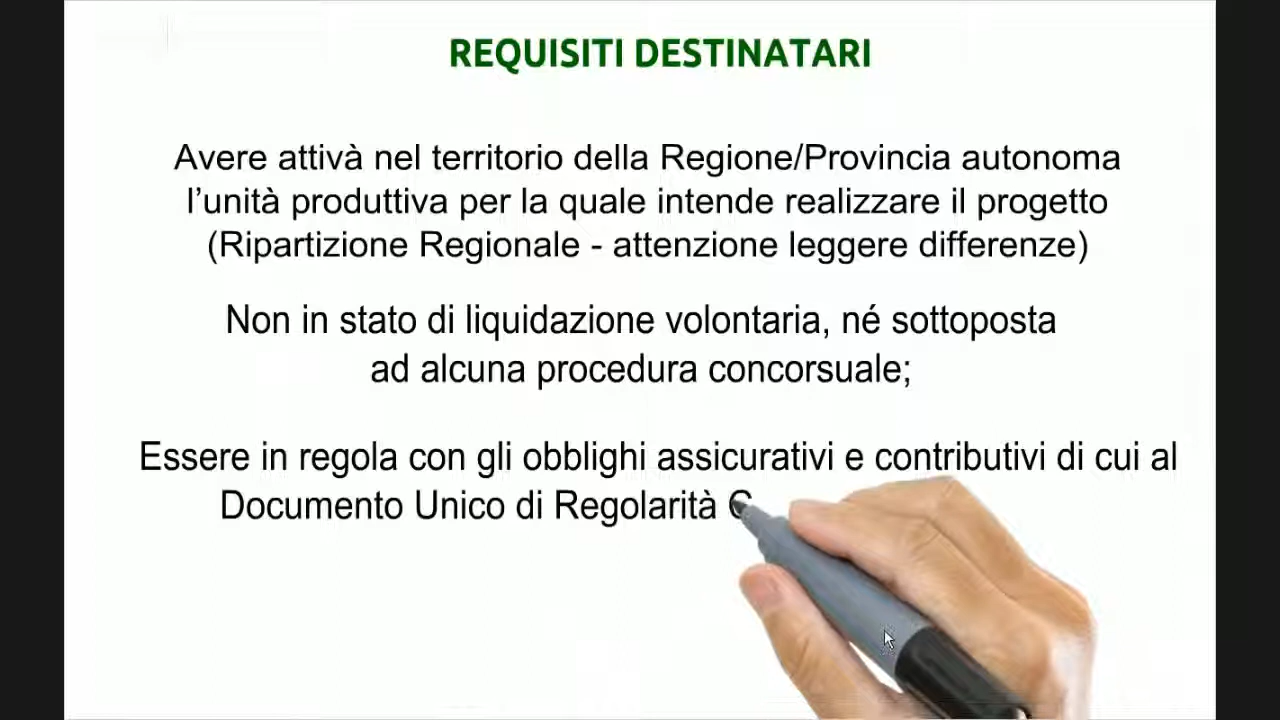 REQUISITI DESTINATARI
Avere attivà nel territorio della Regione/Provincia autonoma
l’unità produttiva per la quale intende realizzare il progetto
(Ripartizione Regionale - attenzione leggere differenze)
Non in stato di liquidazione volontaria, né sottoposta
ad alcuna procedura concorsuale;
Essere in regola con gli obblighi assicurativi e contributivi di cui al
Documento Unico di Regolarità